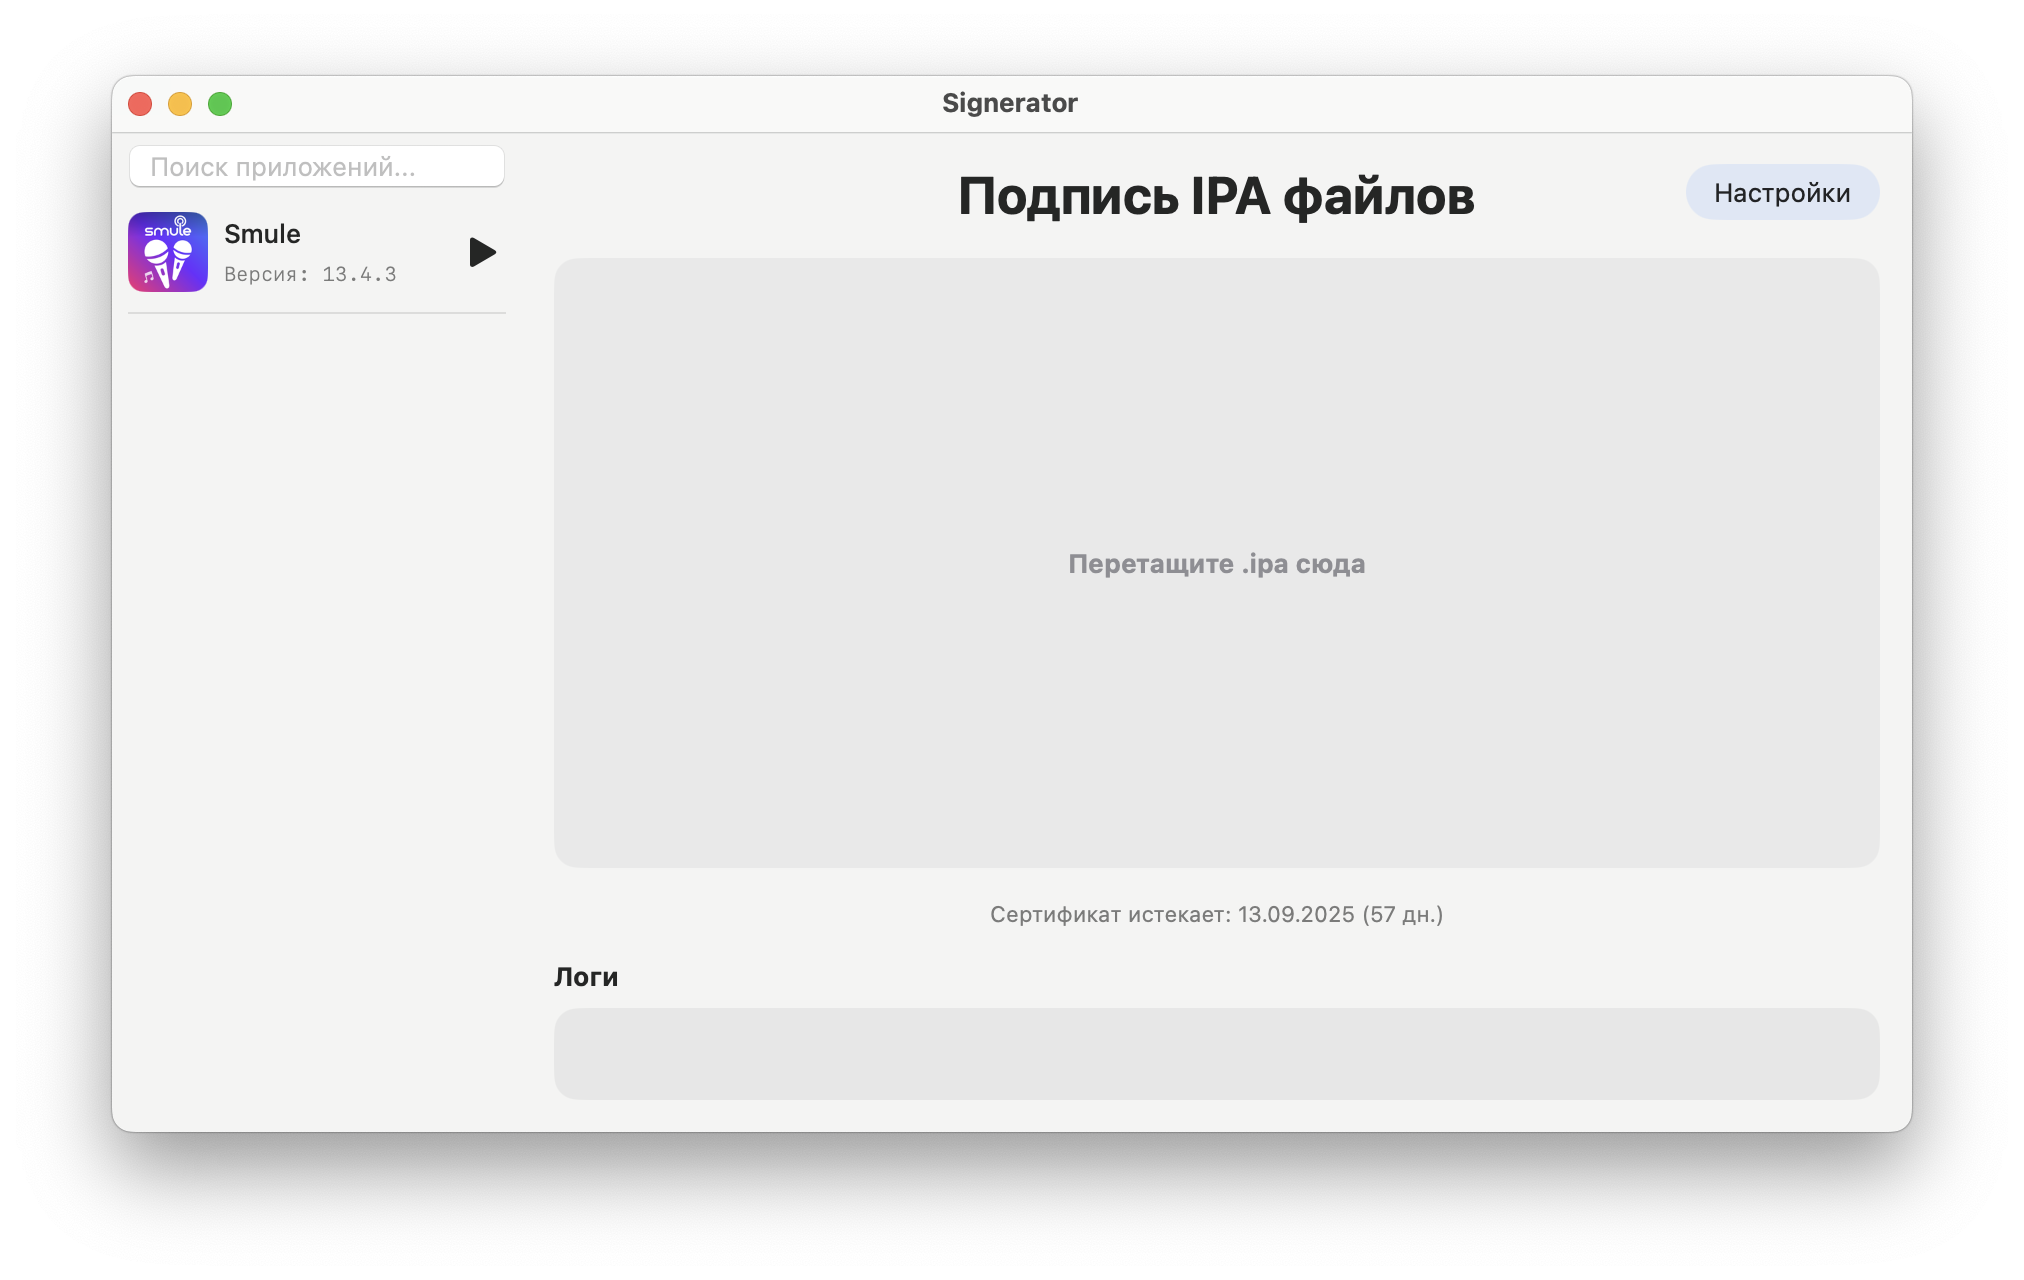 Signerator
Поиск приложений...
smule
Smule
Версия: 13.4.3
Подпись IPA файлов
Настройки
Перетащите .ipa сюда
Сертификат истекает: 13.09.2025 (57 дн.)
Логи